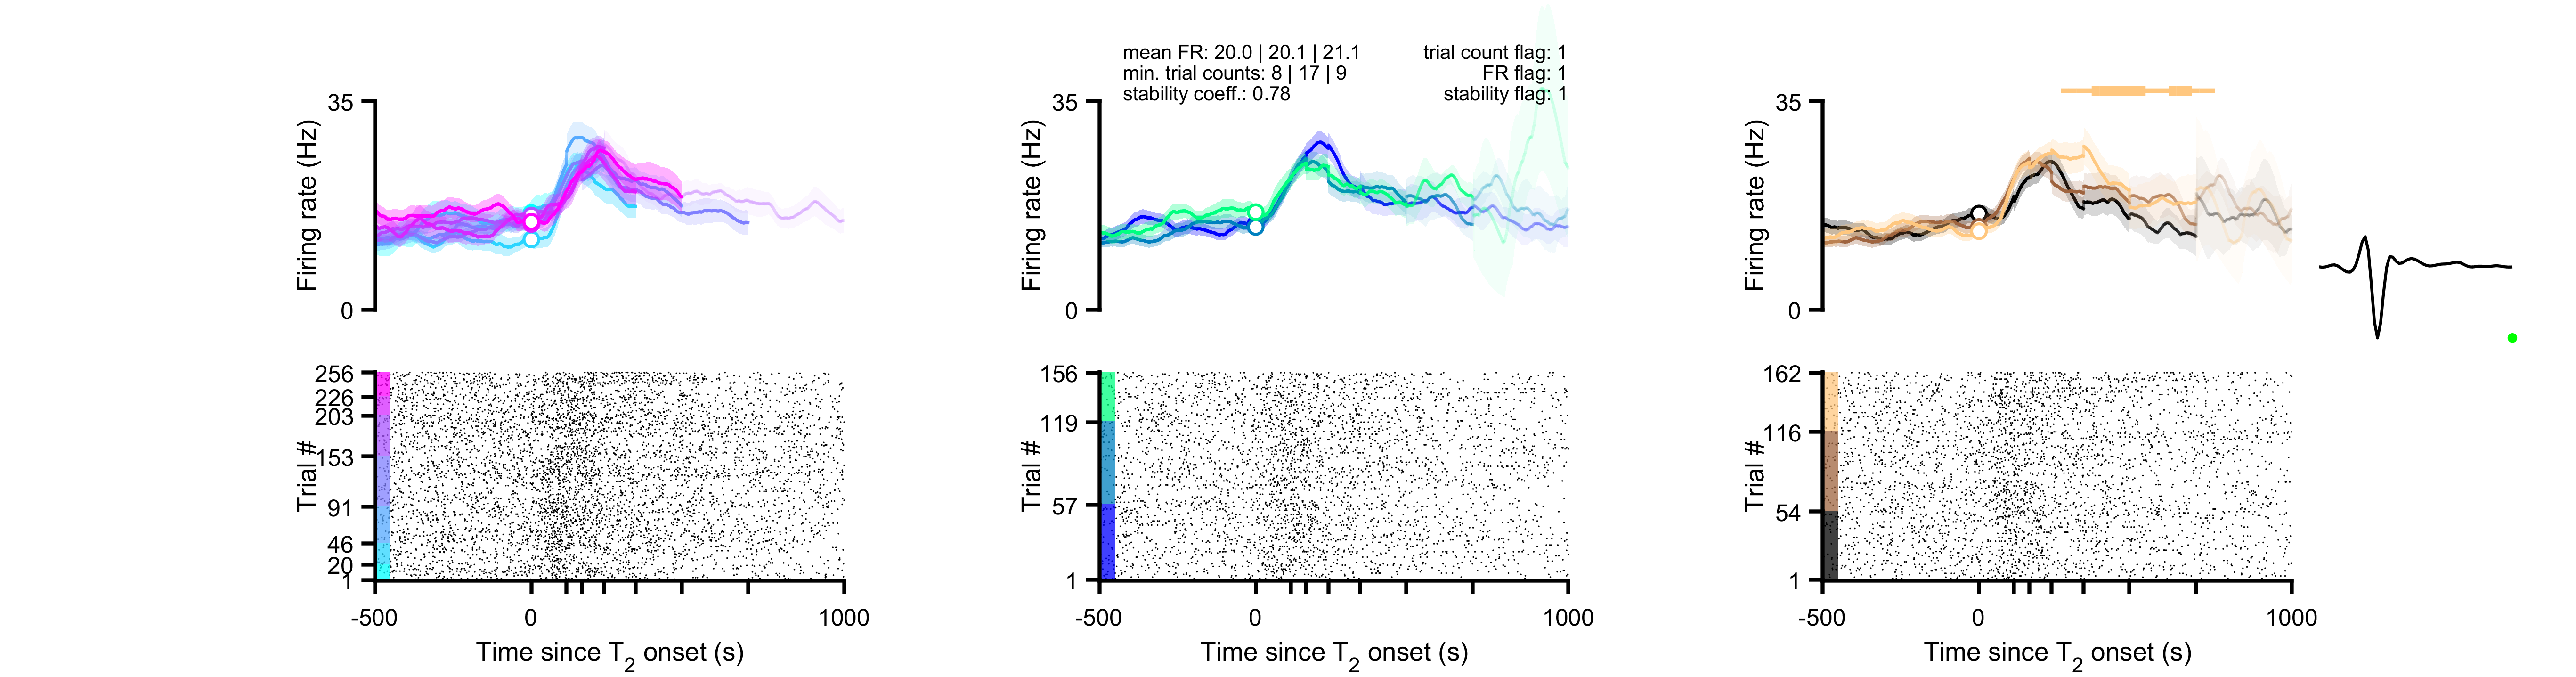 mean FR: 20.0 | 20.1 | 21.1
min. trial counts: 8 | 17 | 9
stability coeff.: 0.78
trial count flag: 1
FR flag: 1
stability flag: 1
35
Firing rate (Hz)
0
256
226
203
153
91
46
20
1
Trial #
-500
0
1000
Time since T2 onset (s)
35
Firing rate (Hz)
0
156
119
57
1
Trial #
-500
0
1000
Time since T2 onset (s)
35
Firing rate (Hz)
0
162
116
54
1
Trial #
-500
0
1000
Time since T2 onset (s)